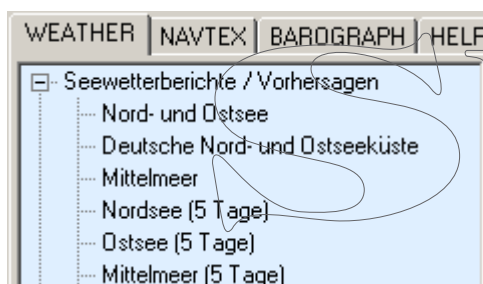 WEATHER NAVTEX BAROGRAPH HELP
Seewetterberichte / Vorhersagen
Nord- und Ostsee
Deutsche Nord- und Ostseeküste
Mittelmeer
Nordsee (5 Tage)
Ostsee (5 Tage)
Mittelmeer (5 Tage)